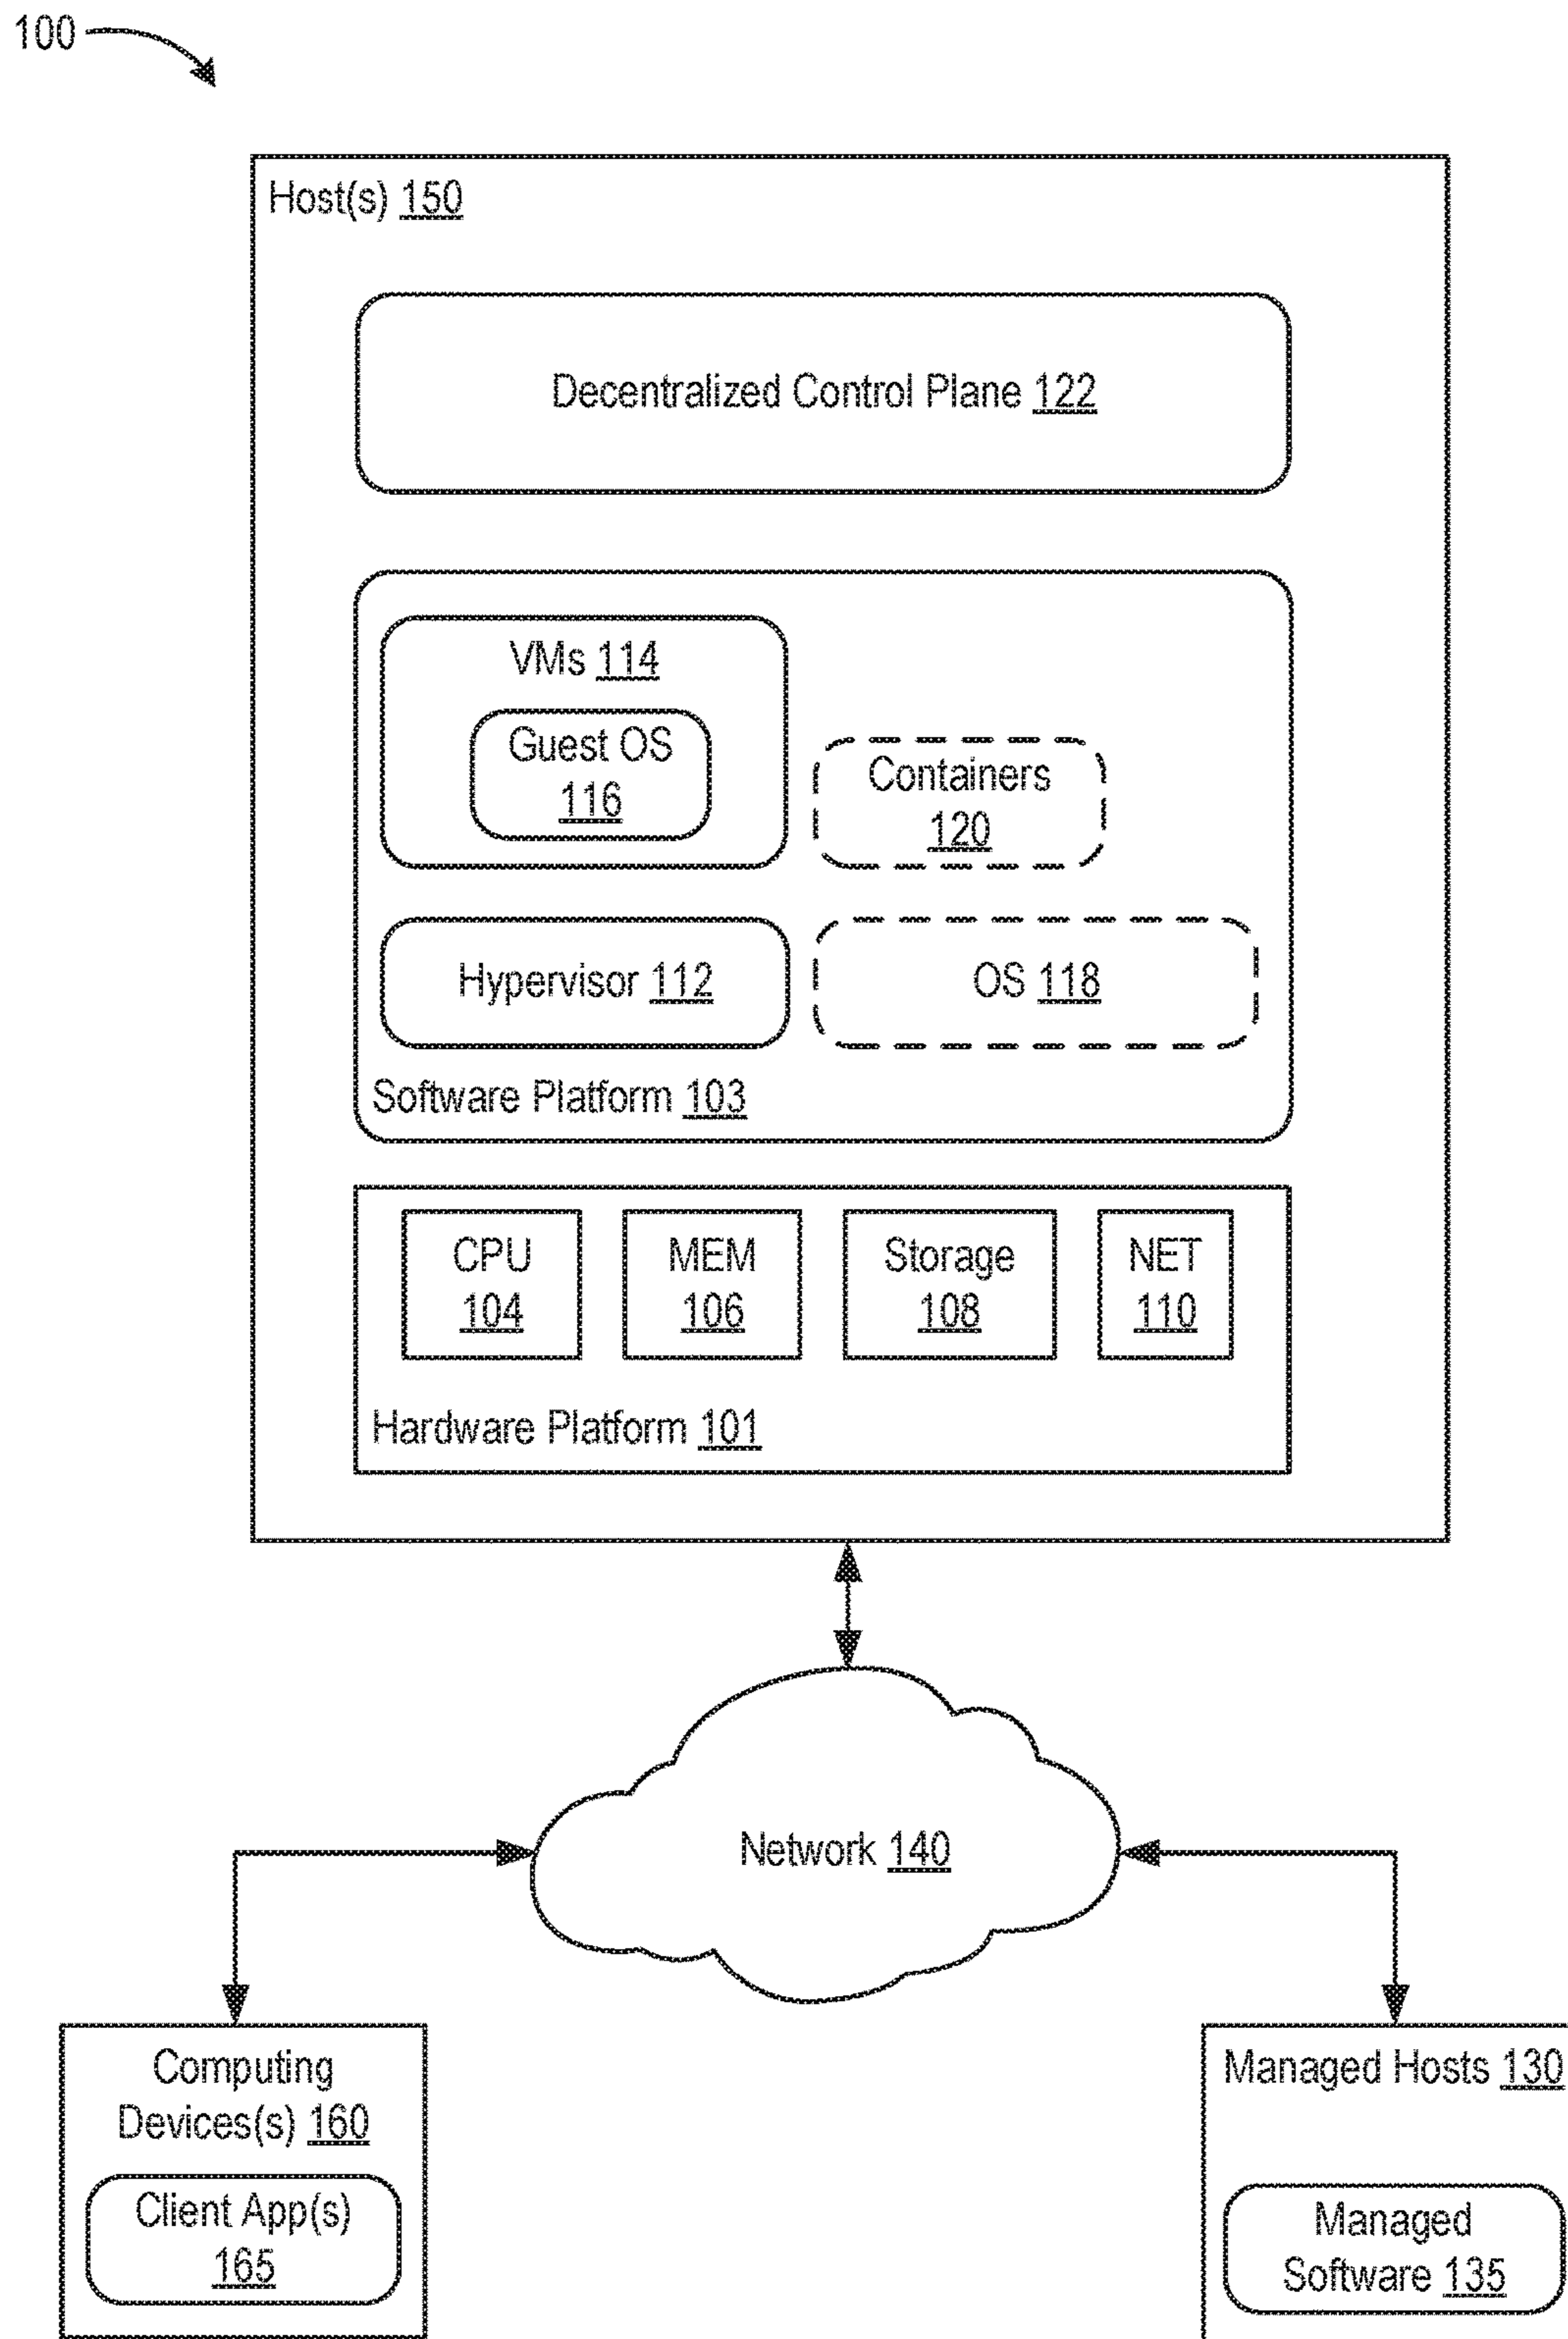 100
Host(s) 150
Decentralized Control Plane 122
VMs 114
Guest OS
116
Containers
120
Hypervisor 112
OS 118
Software Platform 103
CPU
104
MEM
106
Storage
108
NET
110
Hardware Platform 101
Network 140
Computing
Devices(s) 160
Client App(s)
165
Managed Hosts 130
Managed
Software 135